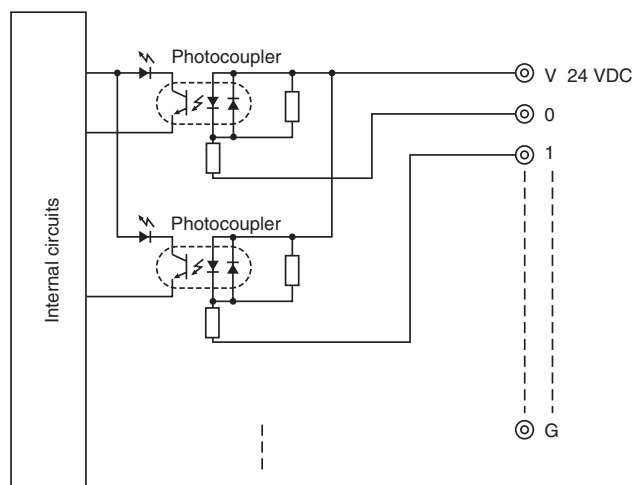 Photocoupler
V 24 VDC
0
1
Photocoupler
Internal circuits
G